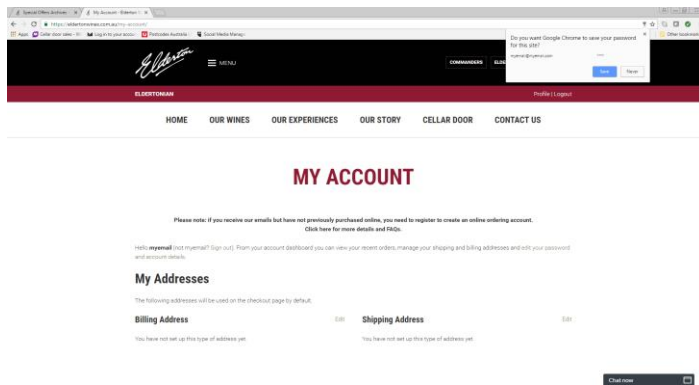 Special Offers Archive -
My Account - Elderton
https://eldertonwines.com.au/my-account/
Apps
Cellar door sales -
Log in to your accou
Postcodes Australia
Social Media Manag
Other bookmarks
Do you want Google Chrome to save your password
for this site?
myemail@myemail.com
Save
Never
Elderton
MENU
COMMANDERS
ELDERTONIAN
Profile | Logout
HOME
OUR WINES
OUR EXPERIENCES
OUR STORY
CELLAR DOOR
CONTACT US
MY ACCOUNT
Please note: if you receive our emails but have not previously purchased online, you need to register to create an online ordering account.
Click here for more details and FAQs.
Hello myemail (not myemail? Sign out). From your account dashboard you can view your recent orders, manage your shipping and billing addresses and edit your password
and account details.
My Addresses
The following addresses will be used on the checkout page by default.
Billing Address
Edit
Shipping Address
Edit
You have not set up this type of address yet.
You have not set up this type of address yet.
Chat now